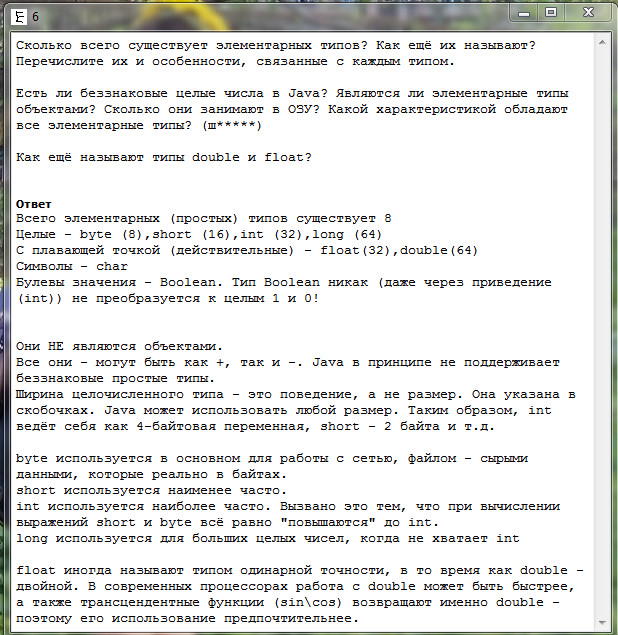 6
Сколько всего существует элементарных типов? Как ещё их называют?
Перечислите их и особенности, связанные с каждым типом.
Есть ли беззнаковые целые числа в Java? Являются ли элементарные типы
объектами? Сколько они занимают в ОЗУ? Какой характеристикой обладают
все элементарные типы? (ш*****)
Как ещё называют типы double и float?
Ответ
Всего элементарных (простых) типов существует 8
Целые - byte (8),short (16),int (32),long (64)
С плавающей точкой (действительные) - float(32),double(64)
Символы - char
Булевы значения - Boolean. Тип Boolean никак (даже через приведение
(int)) не преобразуется к целым 1 и 0!
Они НЕ являются объектами.
Все они - могут быть как +, так и -. Java в принципе не поддерживает
беззнаковые простые типы.
Ширина целочисленного типа - это поведение, а не размер. Она указана в
скобочках. Java может использовать любой размер. Таким образом, int
ведёт себя как 4-байтовая переменная, short - 2 байта и т.д.
byte используется в основном для работы с сетью, файлом - сырыми
данными, которые реально в байтах.
short используется наименее часто.
int используется наиболее часто. Вызвано это тем, что при вычислении
выражений short и byte всё равно "повышаются" до int.
long используется для больших целых чисел, когда не хватает int
float иногда называют типом одинарной точности, в то время как double -
двойной. В современных процессорах работа с double может быть быстрее,
а также трансцендентные функции (sin\cos) возвращают именно double -
поэтому его использование предпочтительнее.